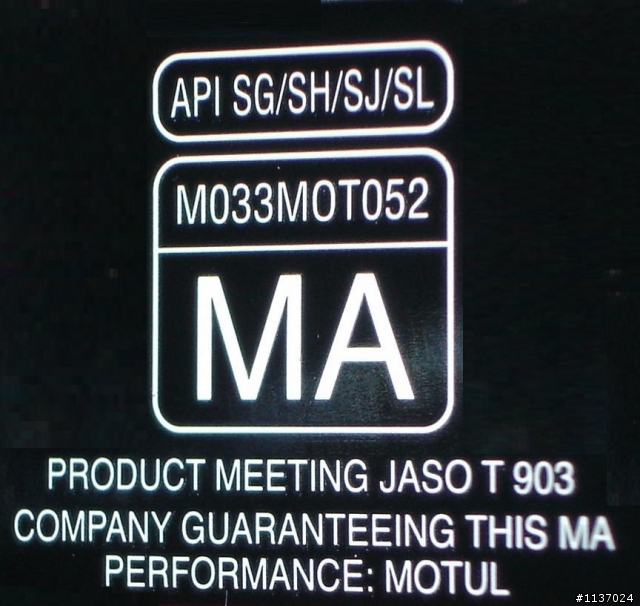 API SG/SH/SJ/SL
M033MOT052
MA
PRODUCT MEETING JASO T 903
COMPANY GUARANTEEING THIS MA
PERFORMANCE: MOTUL
#1137024